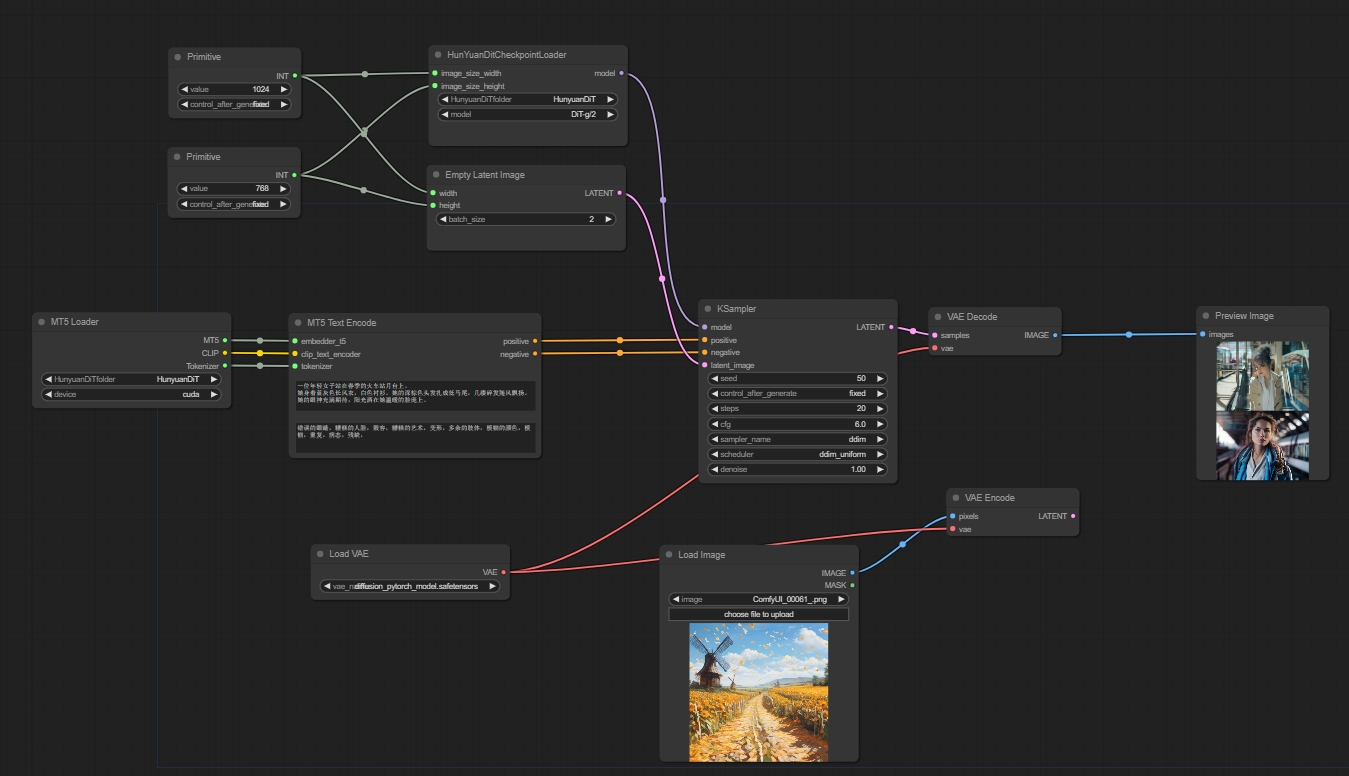 Primitive
INT
value 1024
control_after_gene fixed
Primitive
INT
value 768
control_after_gene fixed
HunYuanDitCheckpointLoader
image_size_width model
image_size_height
HunyuanDiTfolder HunyuanDiT
model DiT-g/2
Empty Latent Image
width LATENT
height
batch_size 2
MT5 Loader
MT5
CLIP
Tokenizer
HunyuanDiTfolder HunyuanDiT
device cuda
MT5 Text Encode
embedder_t5 positive
clip_text_encoder negative
tokenizer
一位年轻女子站在春季的火车站月台上。
她身着蓝灰色长风衣，白色衬衫。她的深棕色头发扎成低马尾，几缕碎发随风飘扬。
她的眼神充满期待，阳光洒在她温暖的脸庞上。
错误的眼睛，糟糕的人脸，毁容，糟糕的艺术，变形，多余的肢体，模糊的颜色，模
糊，重复，病态，残缺，
KSampler
model LATENT
positive
negative
latent_image
seed 50
control_after_generate fixed
steps 20
cfg 6.0
sampler_name ddim
scheduler ddim_uniform
denoise 1.00
VAE Decode
samples IMAGE
vae
Preview Image
images
VAE Encode
pixels LATENT
vae
Load VAE
VAE
vae_n diffusion_pytorch_model.safetensors
Load Image
IMAGE
MASK
image ComfyUI_00061_.png
choose file to upload